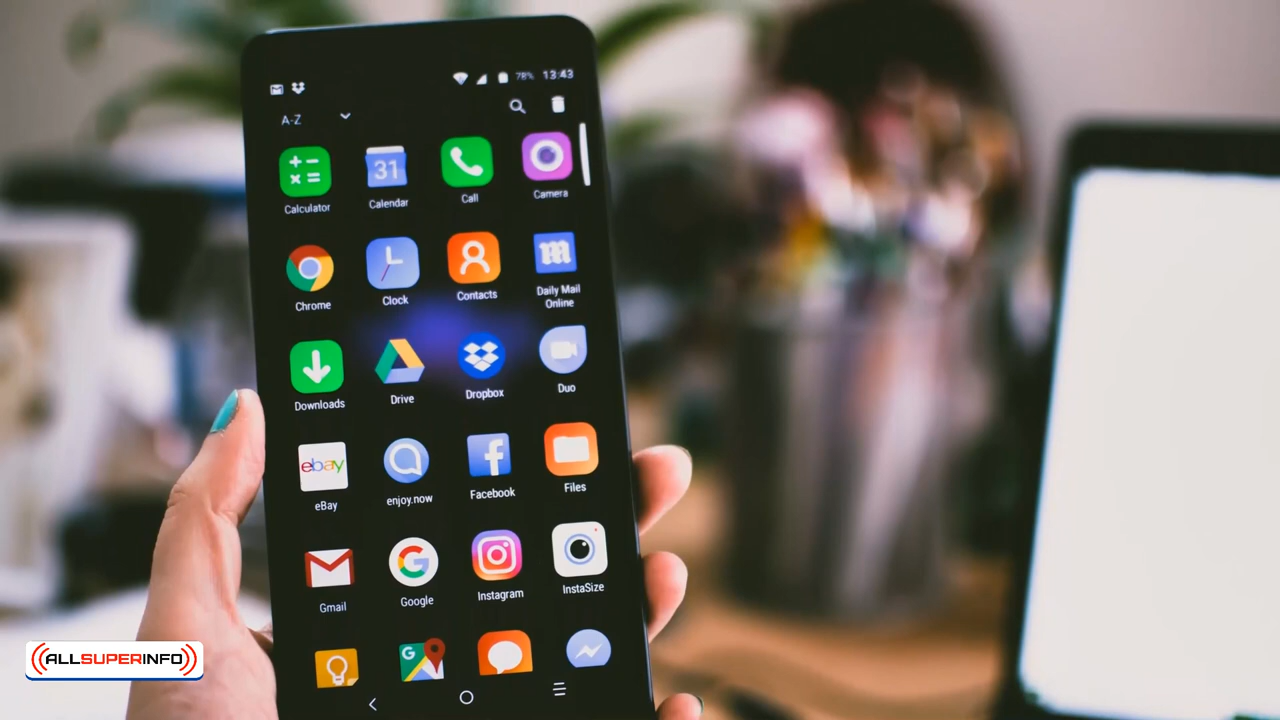 78% 13:43
A-Z
31
Calculator Calendar Call Camera
Chrome Clock Contacts Daily Mail
Online
Downloads Drive Dropbox Duo
ebay
eBay enjoy.now Facebook Files
Gmail Google Instagram InstaSize
ALLSUPERINFO